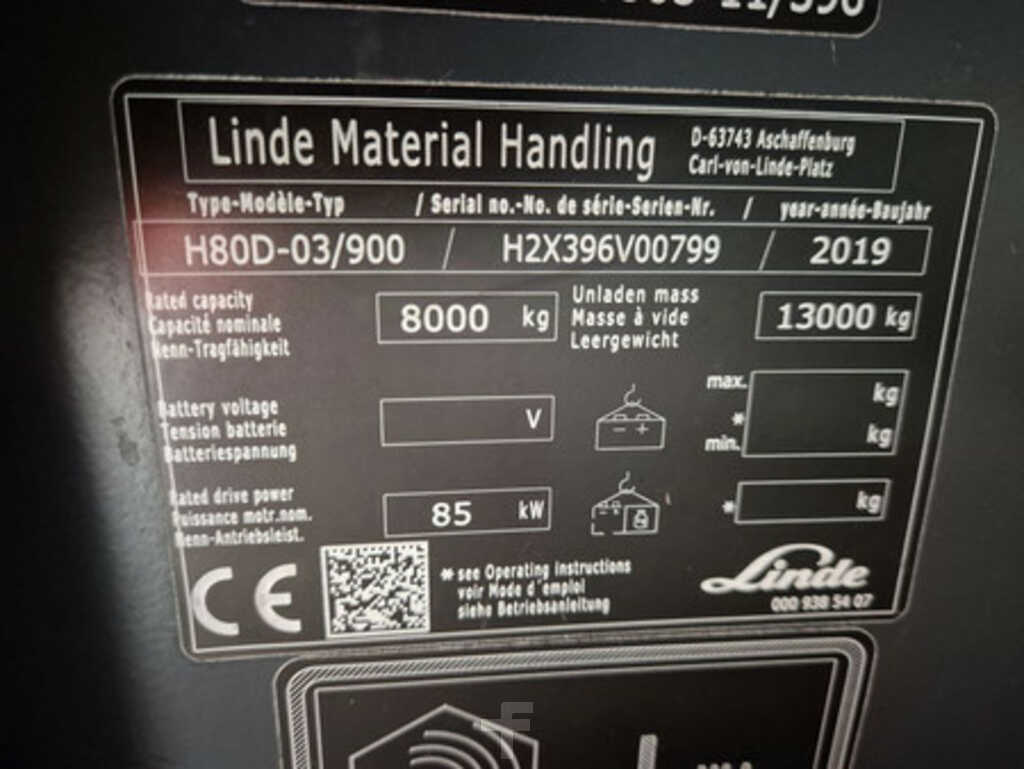 11/396
Linde Material Handling
D-63743 Aschaffenburg
Carl-von-Linde-Platz
Type-Modèle-Typ / Serial no.-No. de série-Serien-Nr. / year-année-Baujahr
H80D-03/900 / H2X396V00799 / 2019
Rated capacity
Capacité nominale
Nenn-Tragfähigkeit
8000 kg
Unladen mass
Masse à vide
Leergewicht
13000 kg
Battery voltage
Tension batterie
Batteriespannung
V
- +
max. kg
*
min. kg
Rated drive power
Puissance motr.nom.
Nenn-Antriebsleist.
85 kW
* kg
CE
* see Operating Instructions
voir Mode d'emploi
siehe Betriebsanleitung
Linde
000 938 54 07